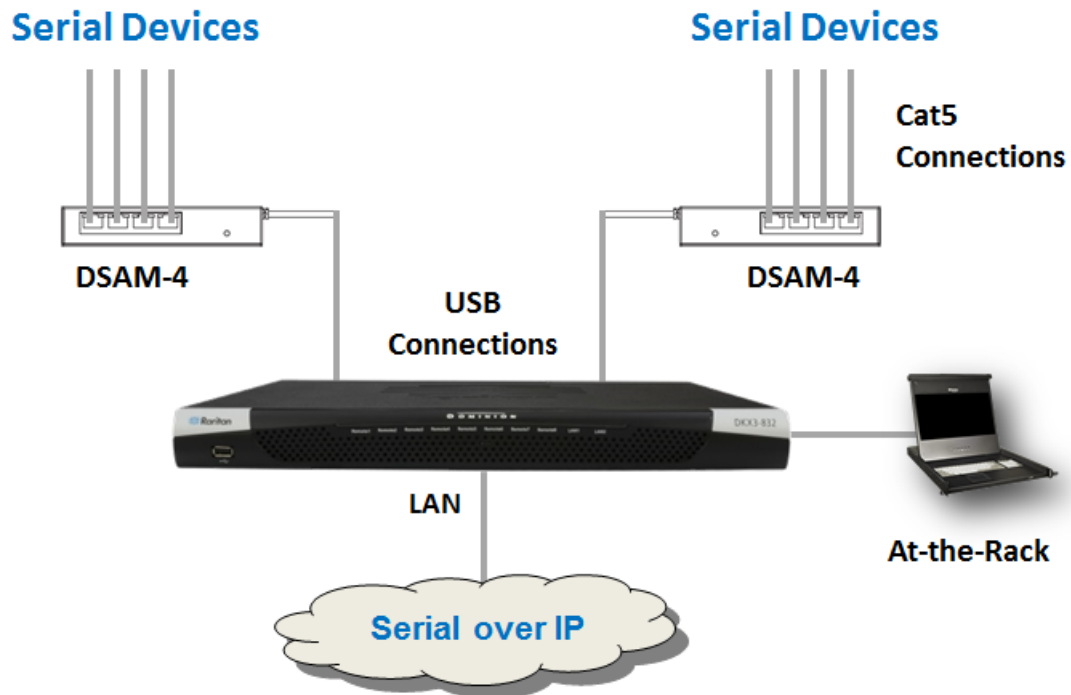 Serial Devices
Serial Devices
Cat5
Connections
DSAM-4
DSAM-4
USB
Connections
Raritan
DOMINION
DKX3-832
LAN
At-the-Rack
Serial over IP